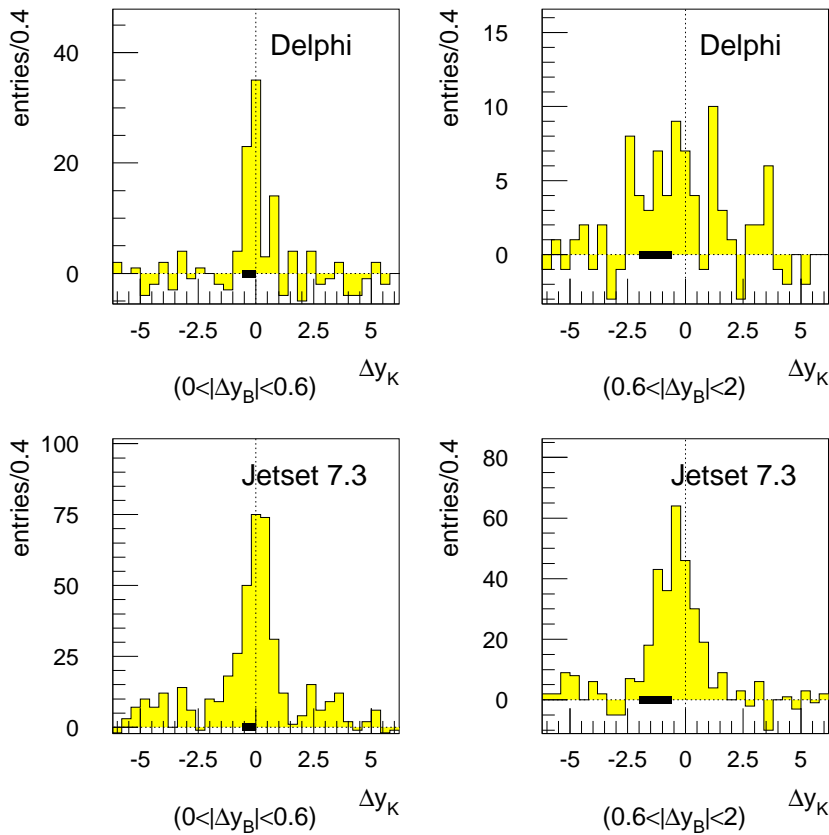 entries/0.4
Delphi
40
20
0
-5 -2.5 0 2.5 5
Δy_K
(0<|Δy_B|<0.6)
entries/0.4
Delphi
15
10
5
0
-5 -2.5 0 2.5 5
Δy_K
(0.6<|Δy_B|<2)
entries/0.4
Jetset 7.3
100
75
50
25
0
-5 -2.5 0 2.5 5
Δy_K
(0<|Δy_B|<0.6)
entries/0.4
Jetset 7.3
80
60
40
20
0
-5 -2.5 0 2.5 5
Δy_K
(0.6<|Δy_B|<2)